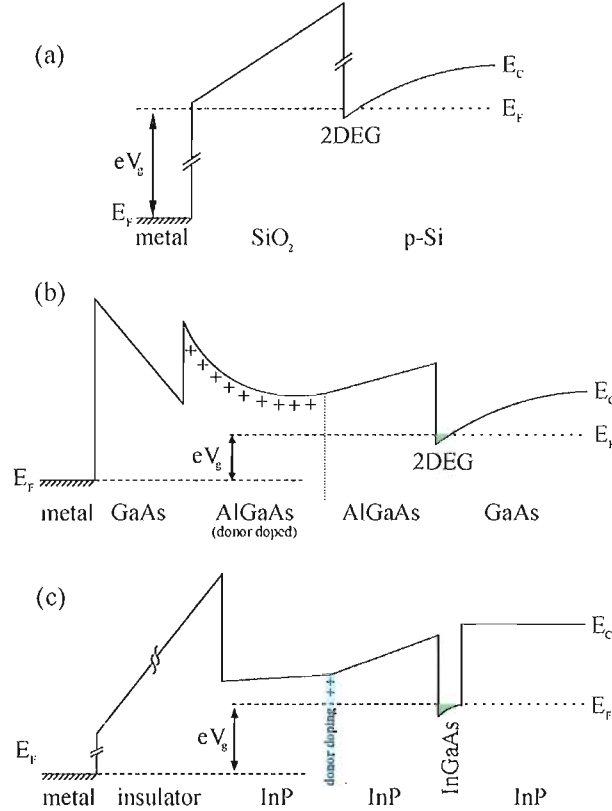 (a)
E_C
E_F
2DEG
eV_g
E_F
metal SiO₂ p-Si
(b)
+ + + + + + + + + +
E_C
E_F
eV_g
2DEG
E_F
metal GaAs AlGaAs AlGaAs GaAs
(donor doped)
(c)
E_C
++
E_F
eV_g
E_F
donor doping
InGaAs
metal insulator InP InP InP